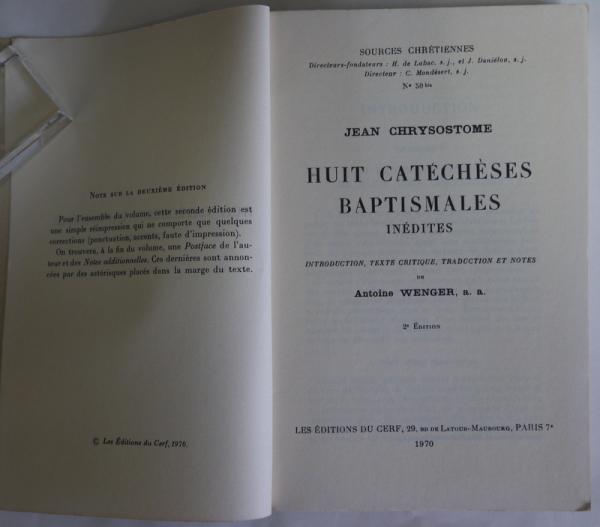 NOTE SUR LA DEUXIÈME ÉDITION
Pour l'ensemble du volume, cette seconde édition est
une simple réimpression qui ne comporte que quelques
corrections (ponctuation, accents, faute d'impression).
On trouvera, à la fin du volume, une Postface de l'au-
teur et des Notes additionnelles. Ces dernières sont annon-
cées par des astérisques placés dans la marge du texte.
© Les Éditions du Cerf, 1970.
SOURCES CHRÉTIENNES
Directeurs-fondateurs : H. de Lubac, s. j., et J. Daniélou, s. j.
Directeur : C. Mondésert, s. j.
N° 50 bis
JEAN CHRYSOSTOME
HUIT CATÉCHÈSES
BAPTISMALES
INÉDITES
INTRODUCTION, TEXTE CRITIQUE, TRADUCTION ET NOTES
DE
Antoine WENGER, a. a.
2e ÉDITION
LES ÉDITIONS DU CERF, 29, BD DE LATOUR-MAUBOURG, PARIS 7e
1970